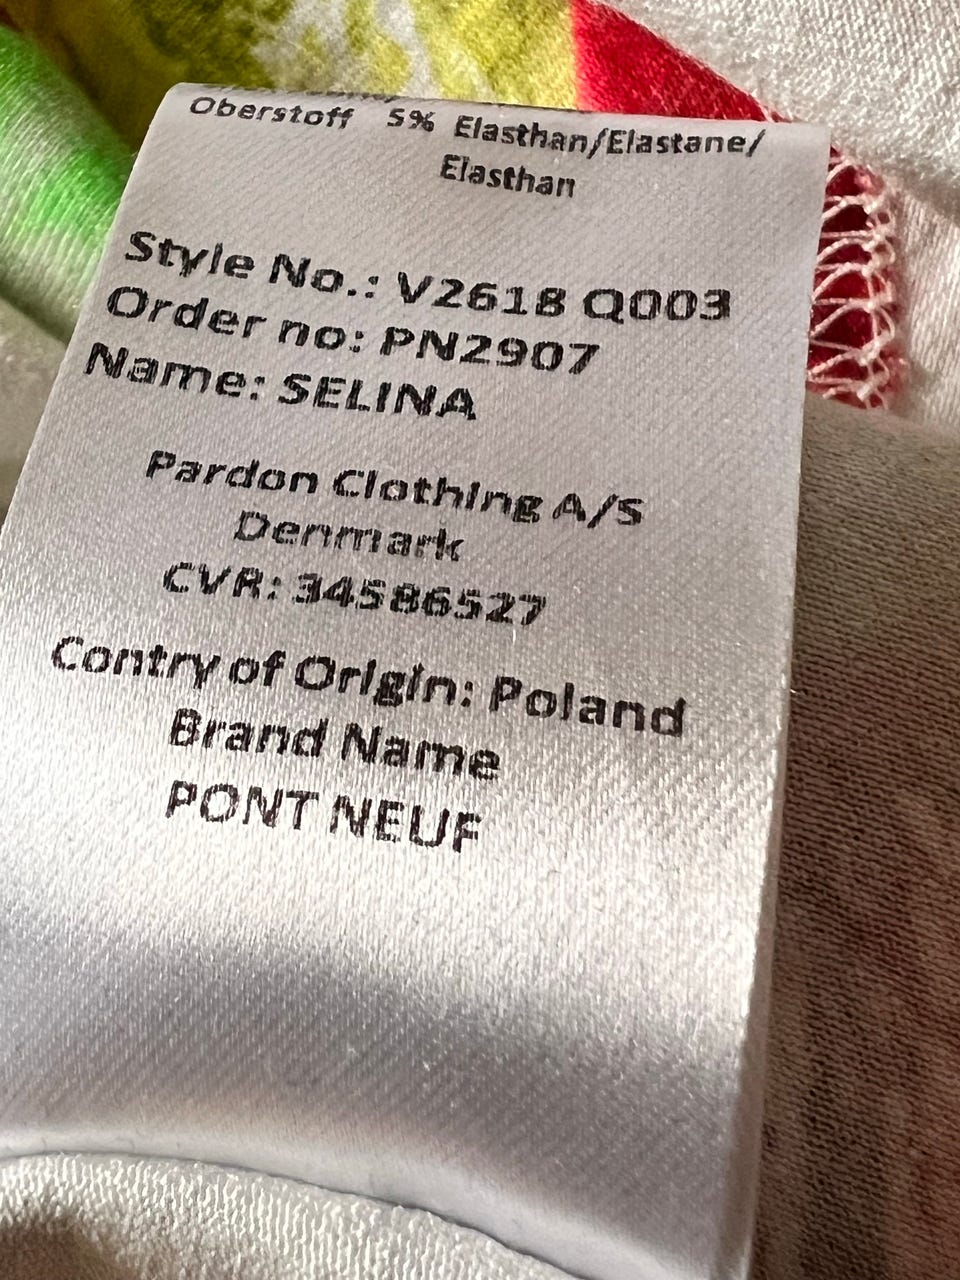 Oberstoff 5% Elasthan/Elastane/
Elasthan
Style No.: V2618 Q003
Order no: PN2907
Name: SELINA
Pardon Clothing A/S
Denmark
CVR: 34586527
Contry of Origin: Poland
Brand Name
PONT NEUF